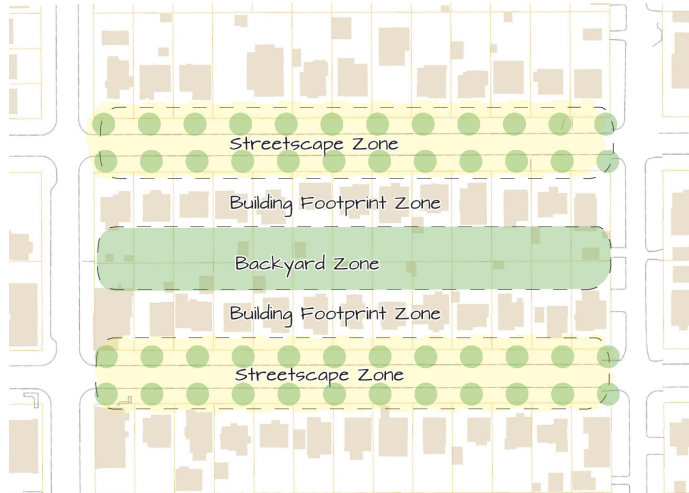 Streetscape Zone
Building Footprint Zone
Backyard Zone
Building Footprint Zone
Streetscape Zone